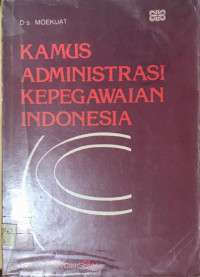 Drs. MOEKIJAT
KAMUS
ADMINISTRASI
KEPEGAWAIAN
INDONESIA